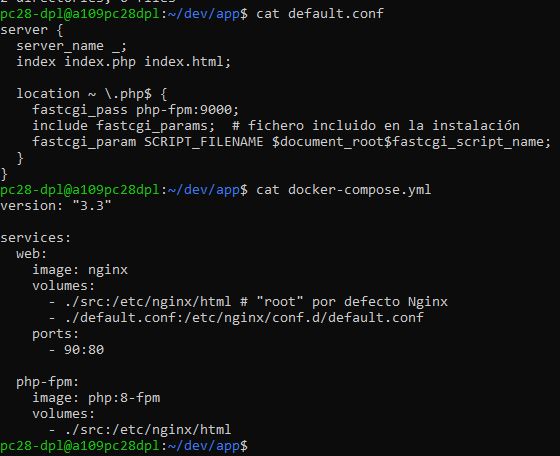 pc28-dpl@a109pc28dpl:~/dev/app$ cat default.conf
server {
  server_name _;
  index index.php index.html;

  location ~ \.php$ {
    fastcgi_pass php-fpm:9000;
    include fastcgi_params;  # fichero incluido en la instalación
    fastcgi_param SCRIPT_FILENAME $document_root$fastcgi_script_name;
  }
}
pc28-dpl@a109pc28dpl:~/dev/app$ cat docker-compose.yml
version: "3.3"

services:
  web:
    image: nginx
    volumes:
      - ./src:/etc/nginx/html # "root" por defecto Nginx
      - ./default.conf:/etc/nginx/conf.d/default.conf
    ports:
      - 90:80

  php-fpm:
    image: php:8-fpm
    volumes:
      - ./src:/etc/nginx/html
pc28-dpl@a109pc28dpl:~/dev/app$